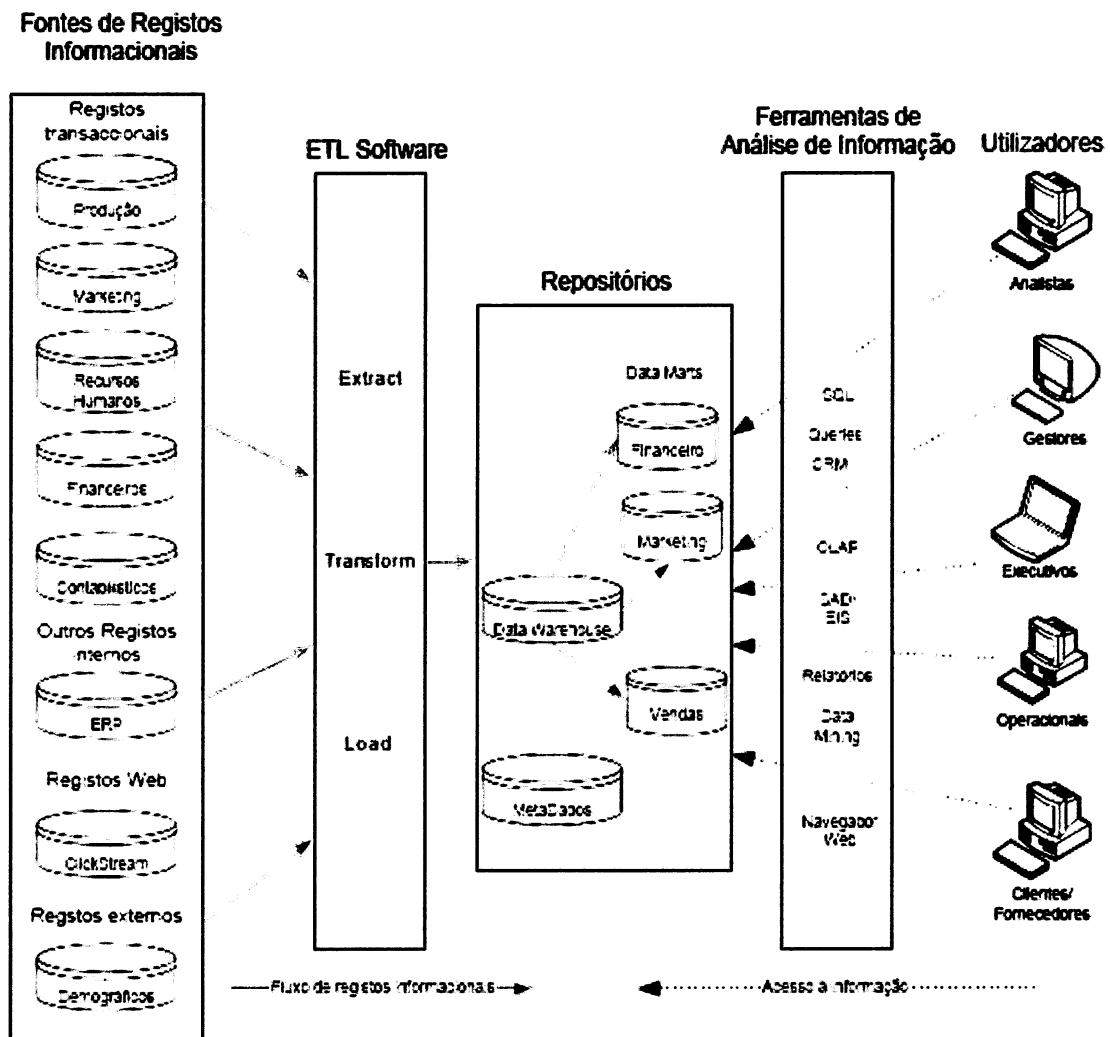 Fontes de Registos
Informacionais
Registos
transaccionais
Produção
Marketing
Recursos
Humanos
Financeiros
Contabilísticos
Outros Registos
internos
ERP
Registos Web
ClickStream
Registos externos
Demográficos
ETL Software
Extract
Transform
Load
Repositórios
Data Marts
Financeiro
Marketing
Data Warehouse
Vendas
MetaDados
Ferramentas de
Análise de Informação
SQL
Queries
CRM
OLAP
SAD/
EIS
Relatórios
Data
Mining
Navegador
Web
Utilizadores
Analistas
Gestores
Executivos
Operacionais
Clientes/
Fornecedores
Fluxo de registos informacionais
Acesso à informação